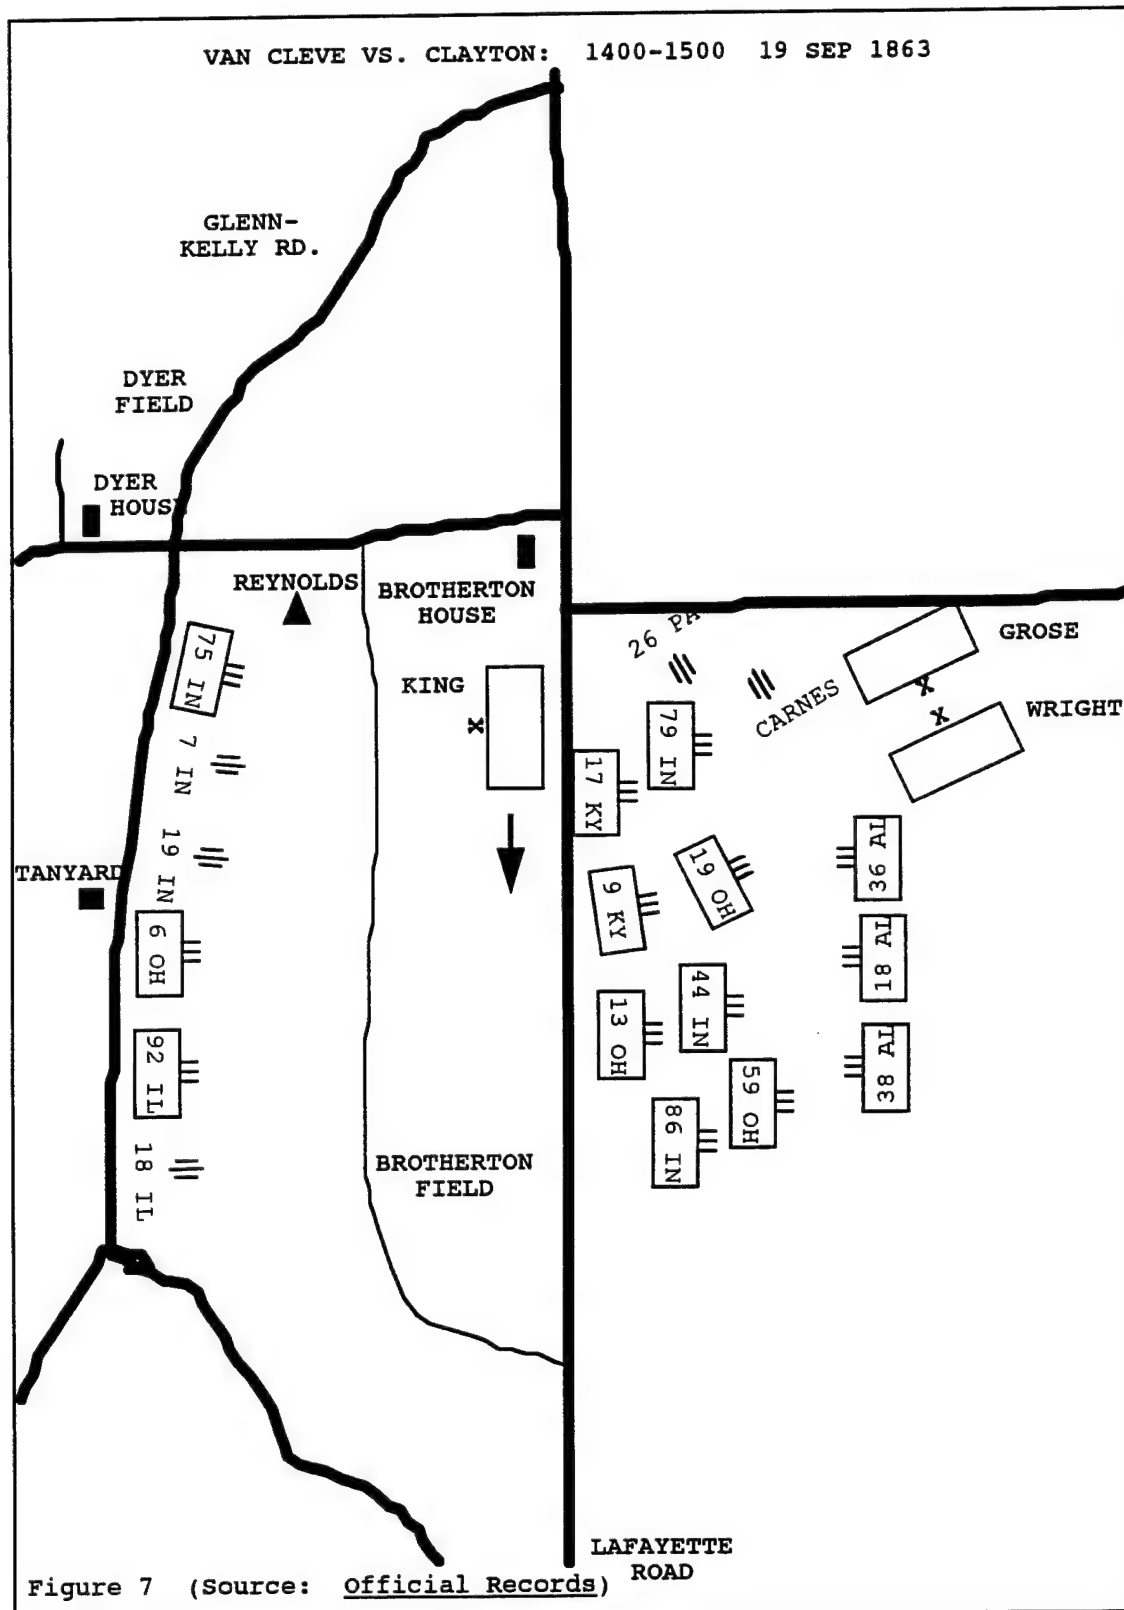 VAN CLEVE VS. CLAYTON: 1400-1500 19 SEP 1863
GLENN-
KELLY RD.
DYER
FIELD
DYER
HOUSE
REYNOLDS
BROTHERTON
HOUSE
26 PA
GROSE
75 IN
KING
CARNES
WRIGHT
79 IN
7 IN
17 KY
19 IN
TANYARD
19 OH
36 AL
9 KY
6 OH
18 AL
44 IN
13 OH
92 IL
38 AL
59 OH
86 IN
18 IL
BROTHERTON
FIELD
LAFAYETTE
ROAD
Figure 7 (Source: Official Records)